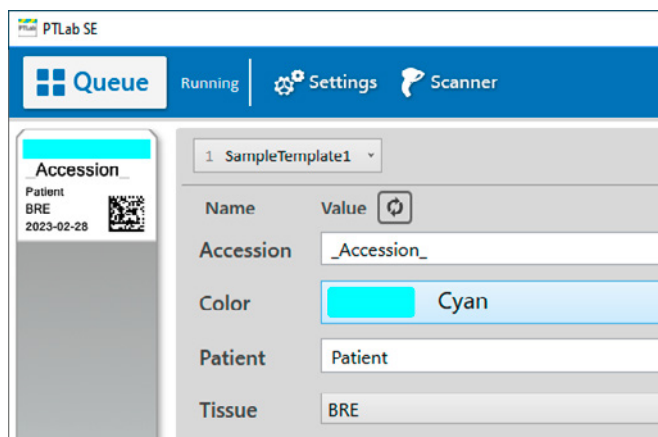 PTLab SE
Queue Running Settings Scanner
_Accession_
Patient
BRE
2023-02-28
1 SampleTemplate1
Name Value
Accession _Accession_
Color Cyan
Patient Patient
Tissue BRE